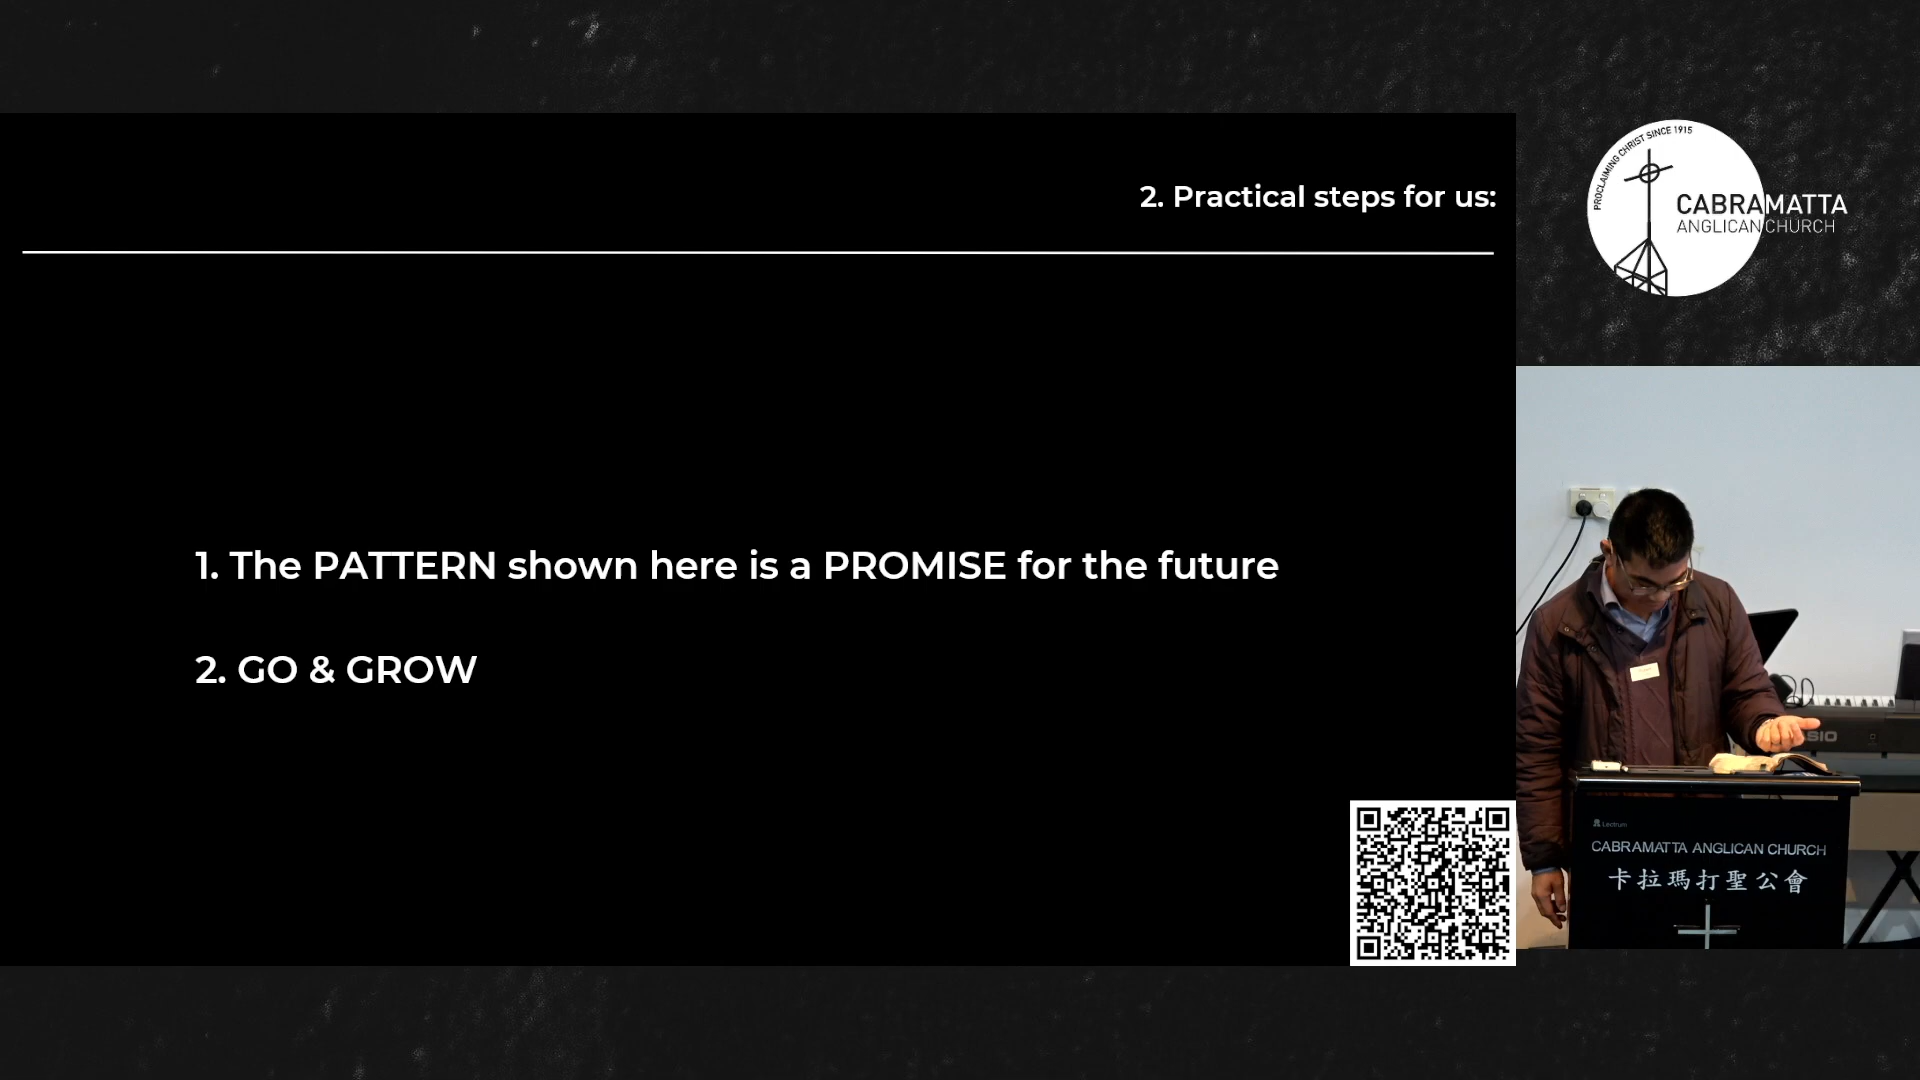 2. Practical steps for us:
1. The PATTERN shown here is a PROMISE for the future
2. GO & GROW
PROCLAIMING CHRIST SINCE 1915
CABRAMATTA
ANGLICAN CHURCH
Lectrum
CABRAMATTA ANGLICAN CHURCH
卡拉瑪打聖公會